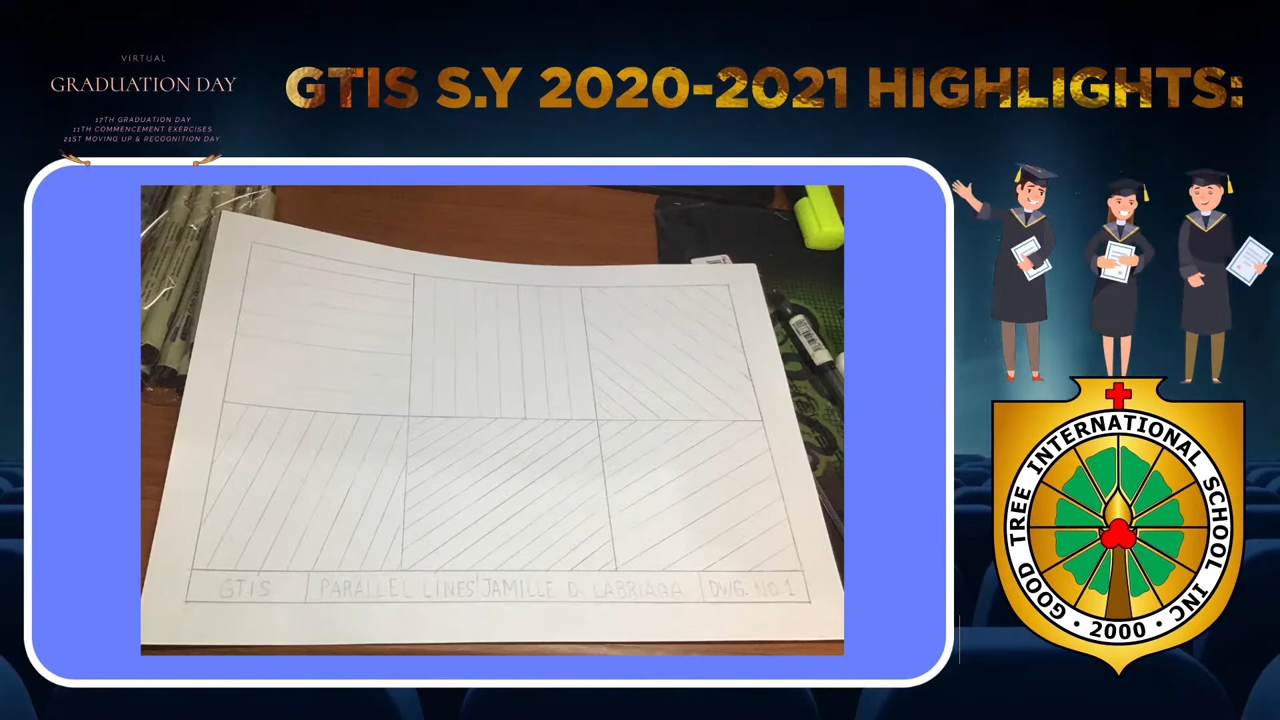 VIRTUAL
GRADUATION DAY
17TH GRADUATION DAY
11TH COMMENCEMENT EXERCISES
21ST MOVING UP & RECOGNITION DAY
GTIS S.Y 2020-2021 HIGHLIGHTS:
GTIS
PARALLEL LINES
JAMILLE D. LABRIAGA
DWG. NO.1
GOOD TREE INTERNATIONAL SCHOOL INC
2000